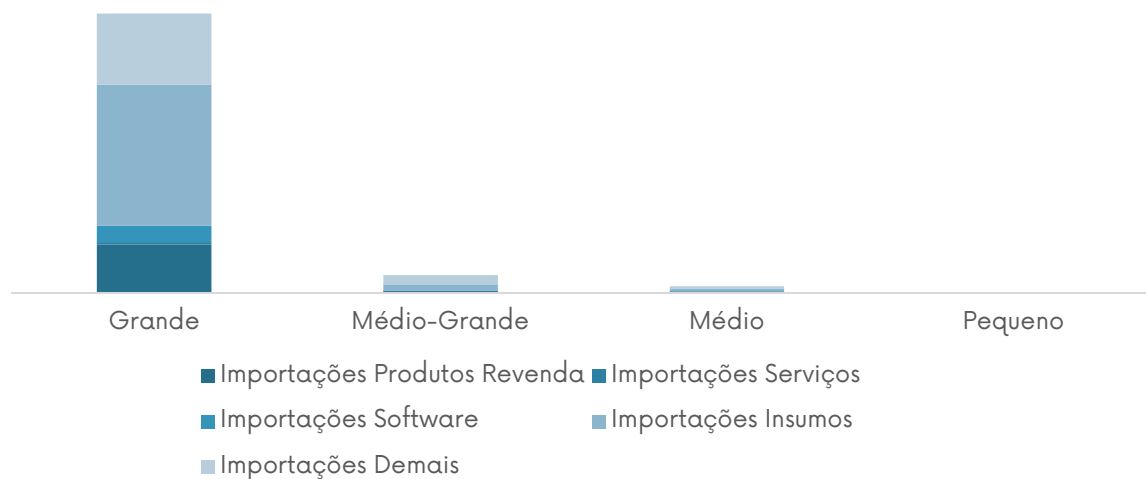 Grande Médio-Grande Médio Pequeno
Importações Produtos Revenda Importações Serviços
Importações Software Importações Insumos
Importações Demais